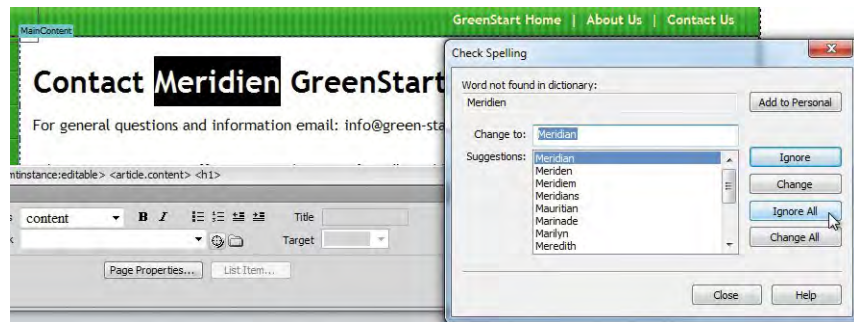 GreenStart Home | About Us | Contact Us
MainContent
Contact Meridien GreenStart
For general questions and information email: info@green-sta
mtinstance:editable> <article.content> <h1>
content
B I
Title
Target
Page Properties...
List Item...
Check Spelling
Word not found in dictionary:
Meridien
Add to Personal
Change to: Meridian
Suggestions:
Meridian
Meriden
Meridiem
Meridians
Mauritian
Marinade
Marilyn
Meredith
Ignore
Change
Ignore All
Change All
Close
Help